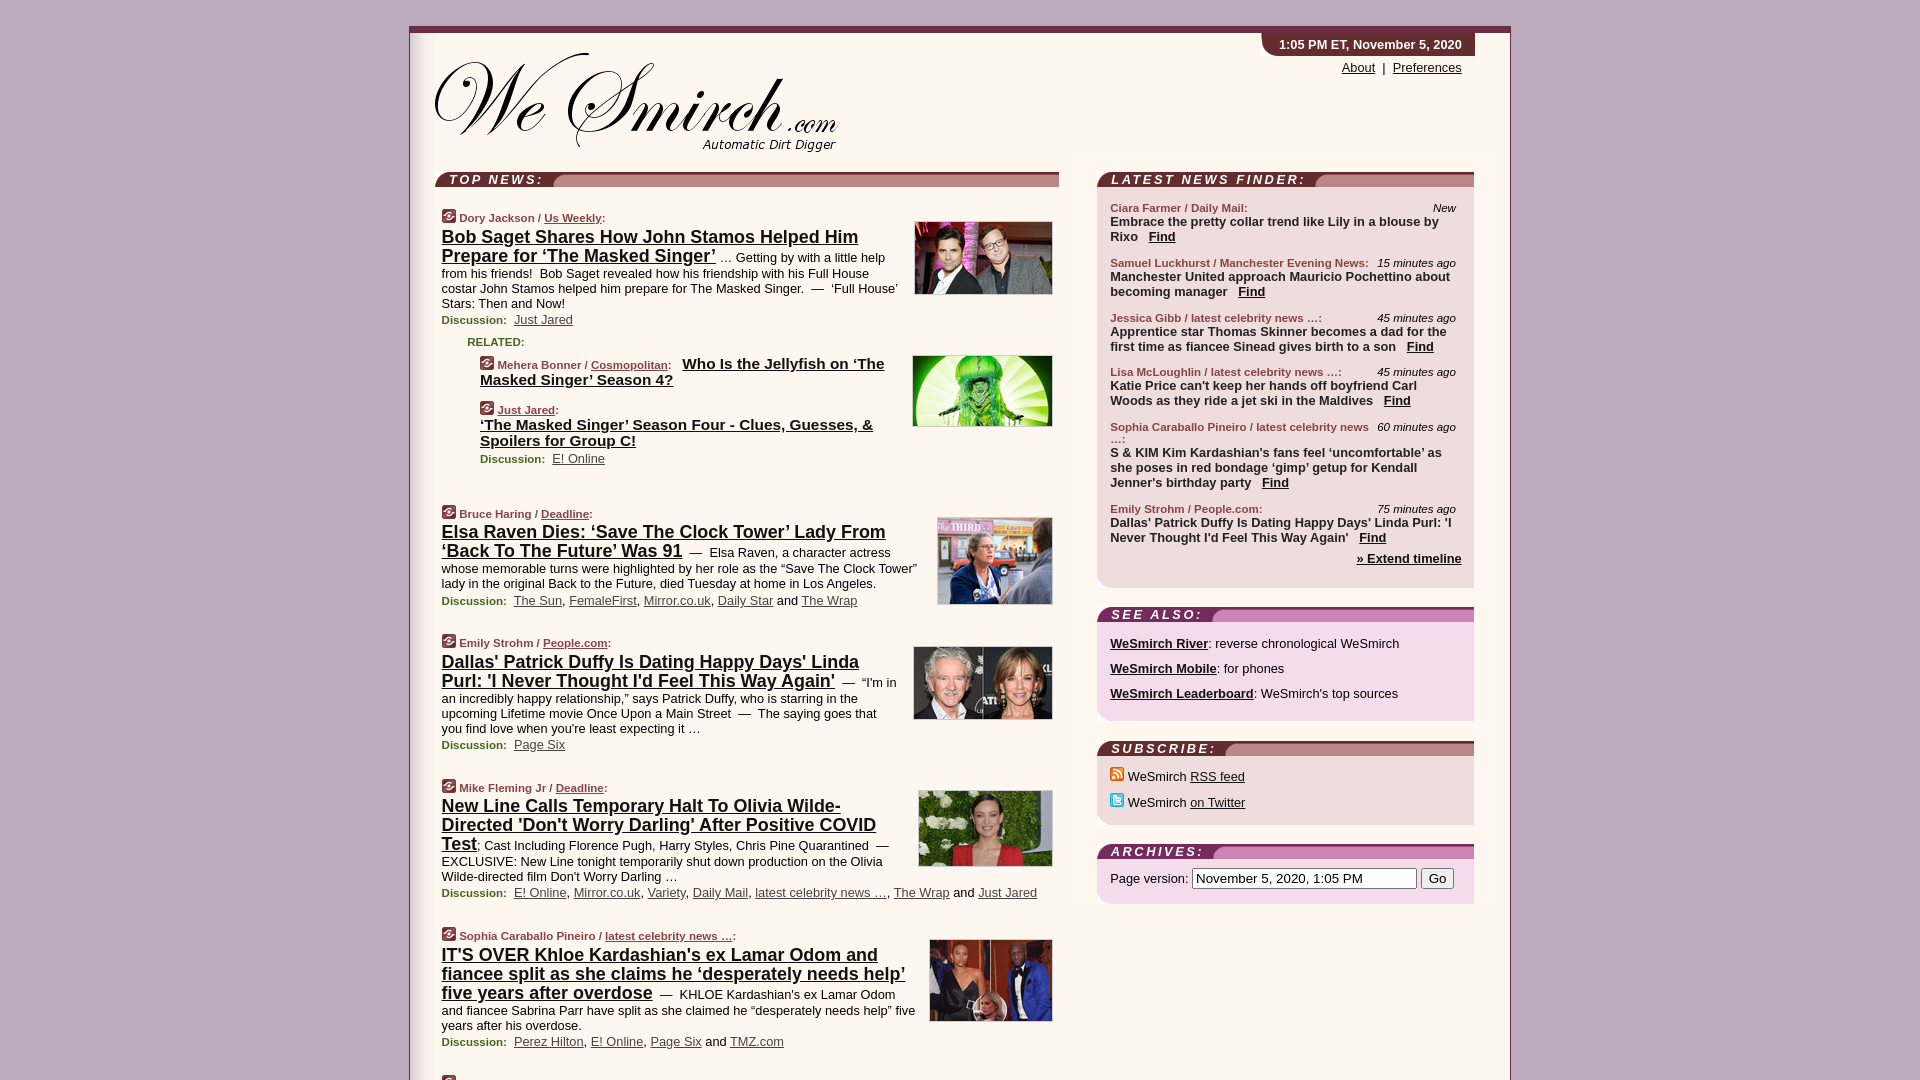 1:05 PM ET, November 5, 2020
About | Preferences
We Smirch .com
Automatic Dirt Digger
TOP NEWS:
Dory Jackson / Us Weekly:
Bob Saget Shares How John Stamos Helped Him
Prepare for ‘The Masked Singer’ … Getting by with a little help
from his friends! Bob Saget revealed how his friendship with his Full House
costar John Stamos helped him prepare for The Masked Singer. — ‘Full House’
Stars: Then and Now!
Discussion: Just Jared
RELATED:
Mehera Bonner / Cosmopolitan: Who Is the Jellyfish on ‘The
Masked Singer’ Season 4?
Just Jared:
‘The Masked Singer’ Season Four - Clues, Guesses, &
Spoilers for Group C!
Discussion: E! Online
Bruce Haring / Deadline:
Elsa Raven Dies: ‘Save The Clock Tower’ Lady From
‘Back To The Future’ Was 91 — Elsa Raven, a character actress
whose memorable turns were highlighted by her role as the “Save The Clock Tower”
lady in the original Back to the Future, died Tuesday at home in Los Angeles.
Discussion: The Sun, FemaleFirst, Mirror.co.uk, Daily Star and The Wrap
Emily Strohm / People.com:
Dallas' Patrick Duffy Is Dating Happy Days' Linda
Purl: 'I Never Thought I'd Feel This Way Again' — “I'm in
an incredibly happy relationship,” says Patrick Duffy, who is starring in the
upcoming Lifetime movie Once Upon a Main Street — The saying goes that
you find love when you're least expecting it …
Discussion: Page Six
Mike Fleming Jr / Deadline:
New Line Calls Temporary Halt To Olivia Wilde-
Directed 'Don't Worry Darling' After Positive COVID
Test; Cast Including Florence Pugh, Harry Styles, Chris Pine Quarantined —
EXCLUSIVE: New Line tonight temporarily shut down production on the Olivia
Wilde-directed film Don't Worry Darling …
Discussion: E! Online, Mirror.co.uk, Variety, Daily Mail, latest celebrity news …, The Wrap and Just Jared
Sophia Caraballo Pineiro / latest celebrity news …:
IT'S OVER Khloe Kardashian's ex Lamar Odom and
fiancee split as she claims he ‘desperately needs help’
five years after overdose — KHLOE Kardashian's ex Lamar Odom
and fiancee Sabrina Parr have split as she claimed he “desperately needs help” five
years after his overdose.
Discussion: Perez Hilton, E! Online, Page Six and TMZ.com
LATEST NEWS FINDER:
Ciara Farmer / Daily Mail: New
Embrace the pretty collar trend like Lily in a blouse by
Rixo Find
Samuel Luckhurst / Manchester Evening News: 15 minutes ago
Manchester United approach Mauricio Pochettino about
becoming manager Find
Jessica Gibb / latest celebrity news …: 45 minutes ago
Apprentice star Thomas Skinner becomes a dad for the
first time as fiancee Sinead gives birth to a son Find
Lisa McLoughlin / latest celebrity news …: 45 minutes ago
Katie Price can't keep her hands off boyfriend Carl
Woods as they ride a jet ski in the Maldives Find
Sophia Caraballo Pineiro / latest celebrity news 60 minutes ago
…:
S & KIM Kim Kardashian's fans feel ‘uncomfortable’ as
she poses in red bondage ‘gimp’ getup for Kendall
Jenner's birthday party Find
Emily Strohm / People.com: 75 minutes ago
Dallas' Patrick Duffy Is Dating Happy Days' Linda Purl: 'I
Never Thought I'd Feel This Way Again' Find
» Extend timeline
SEE ALSO:
WeSmirch River: reverse chronological WeSmirch
WeSmirch Mobile: for phones
WeSmirch Leaderboard: WeSmirch's top sources
SUBSCRIBE:
WeSmirch RSS feed
WeSmirch on Twitter
ARCHIVES:
Page version: November 5, 2020, 1:05 PM Go